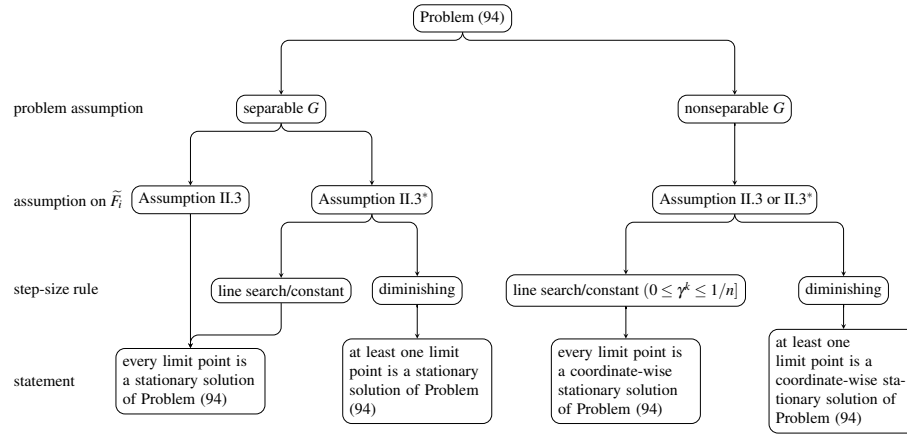 Problem (94)
problem assumption
separable G
nonseparable G
assumption on F̃ᵢ
Assumption II.3
Assumption II.3*
Assumption II.3 or II.3*
step-size rule
line search/constant
diminishing
line search/constant (0 ≤ γᵏ ≤ 1/n]
diminishing
statement
every limit point is
a stationary solution
of Problem (94)
at least one limit
point is a stationary
solution of Problem
(94)
every limit point is
a coordinate-wise
stationary solution
of Problem (94)
at least one
limit point is a
coordinate-wise sta-
tionary solution of
Problem (94)